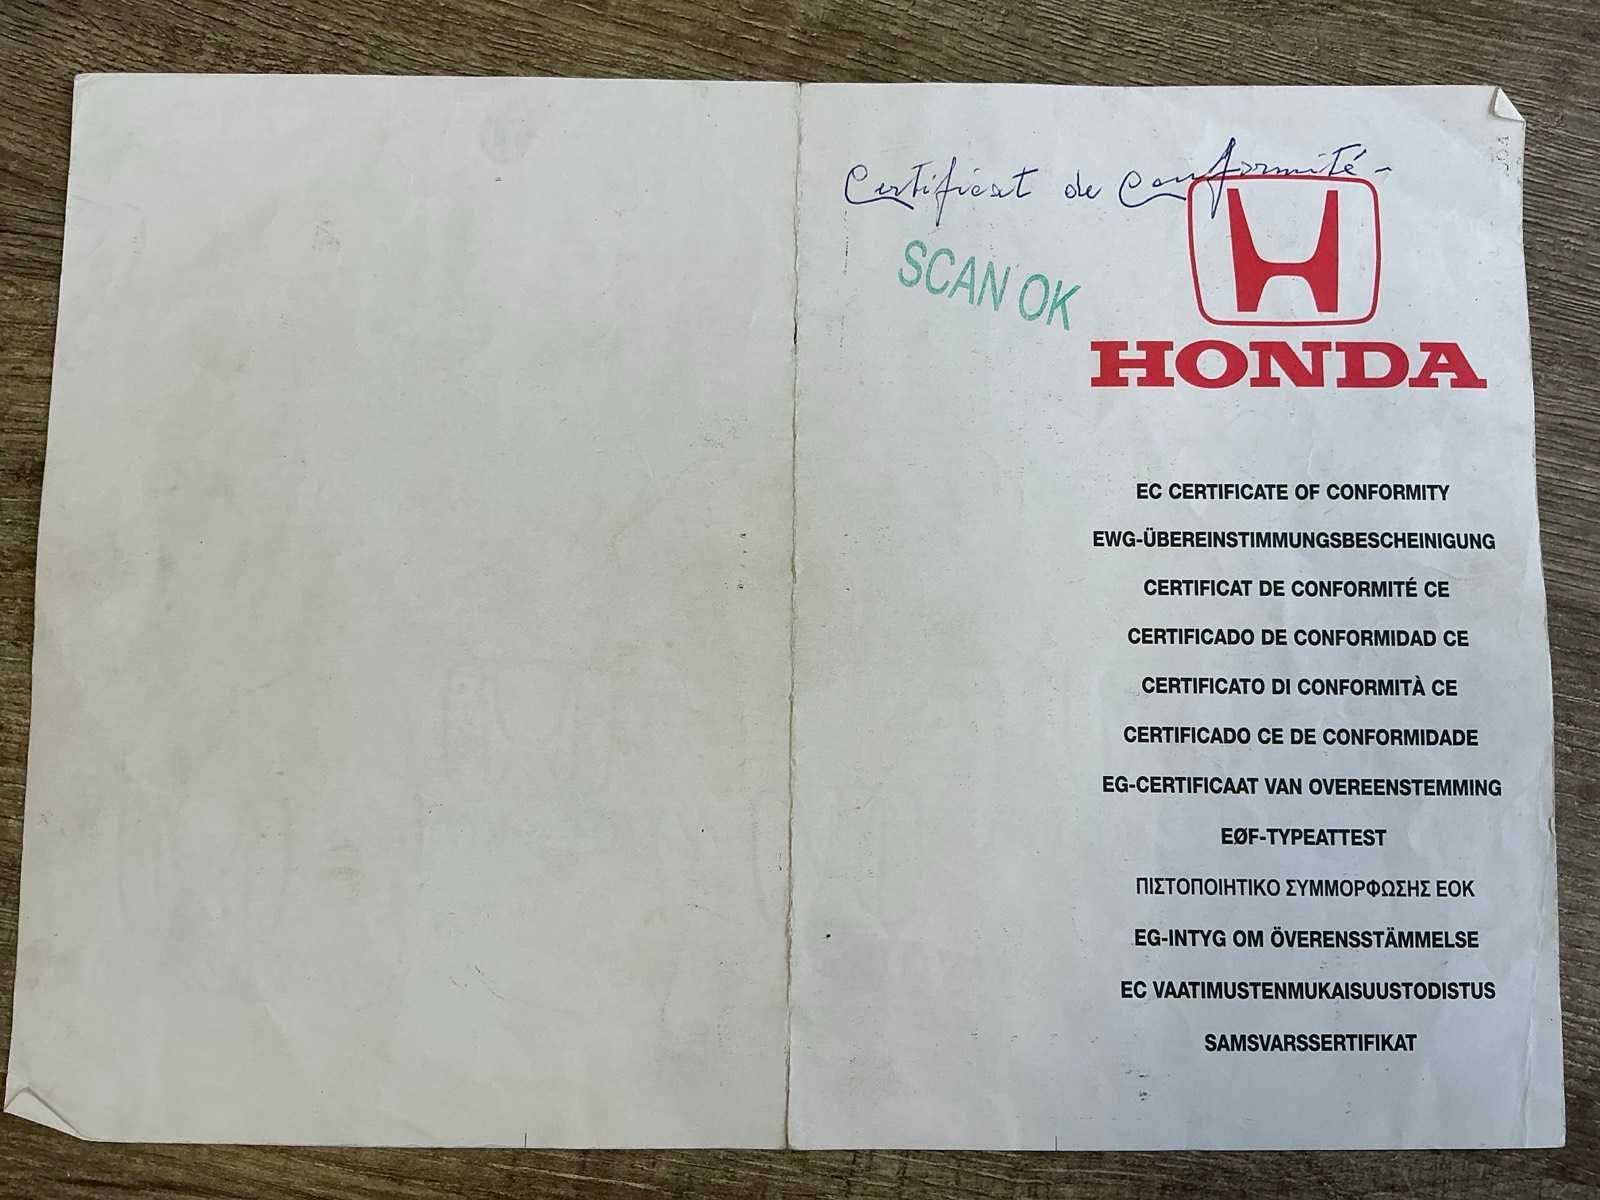 Certificat de Conformité -
SCAN OK
HONDA
EC CERTIFICATE OF CONFORMITY
EWG-ÜBEREINSTIMMUNGSBESCHEINIGUNG
CERTIFICAT DE CONFORMITÉ CE
CERTIFICADO DE CONFORMIDAD CE
CERTIFICATO DI CONFORMITÀ CE
CERTIFICADO CE DE CONFORMIDADE
EG-CERTIFICAAT VAN OVEREENSTEMMING
EØF-TYPEATTEST
ΠΙΣΤΟΠΟΙΗΤΙΚΟ ΣΥΜΜΟΡΦΩΣΗΣ ΕΟΚ
EG-INTYG OM ÖVERENSSTÄMMELSE
EC VAATIMUSTENMUKAISUUSTODISTUS
SAMSVARSSERTIFIKAT